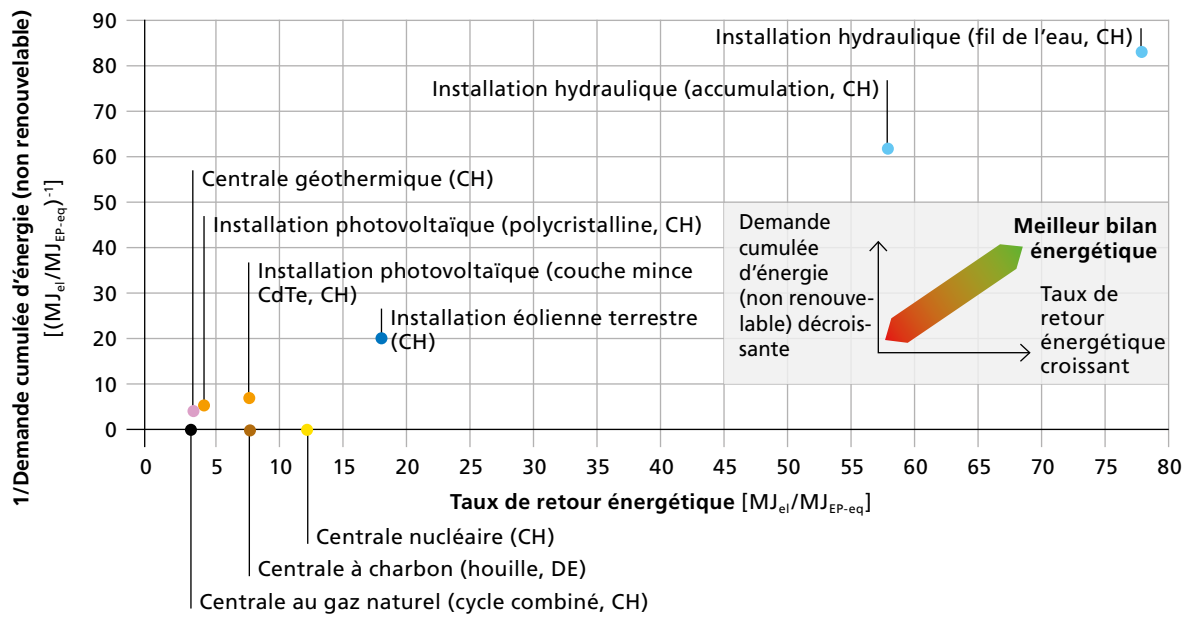 1/Demande cumulée d’énergie (non renouvelable)
[(MJel/MJEP-eq)-1]
90
80
70
60
50
40
30
20
10
0
Installation hydraulique (fil de l’eau, CH)
Installation hydraulique (accumulation, CH)
Centrale géothermique (CH)
Installation photovoltaïque (polycristalline, CH)
Installation photovoltaïque (couche mince
CdTe, CH)
Installation éolienne terrestre
(CH)
Demande
cumulée
d’énergie
(non renouve-
lable) décrois-
sante
Meilleur bilan
énergétique
Taux de
retour
énergétique
croissant
0 5 10 15 20 25 30 35 40 45 50 55 60 65 70 75 80
Taux de retour énergétique [MJel/MJEP-eq]
Centrale nucléaire (CH)
Centrale à charbon (houille, DE)
Centrale au gaz naturel (cycle combiné, CH)